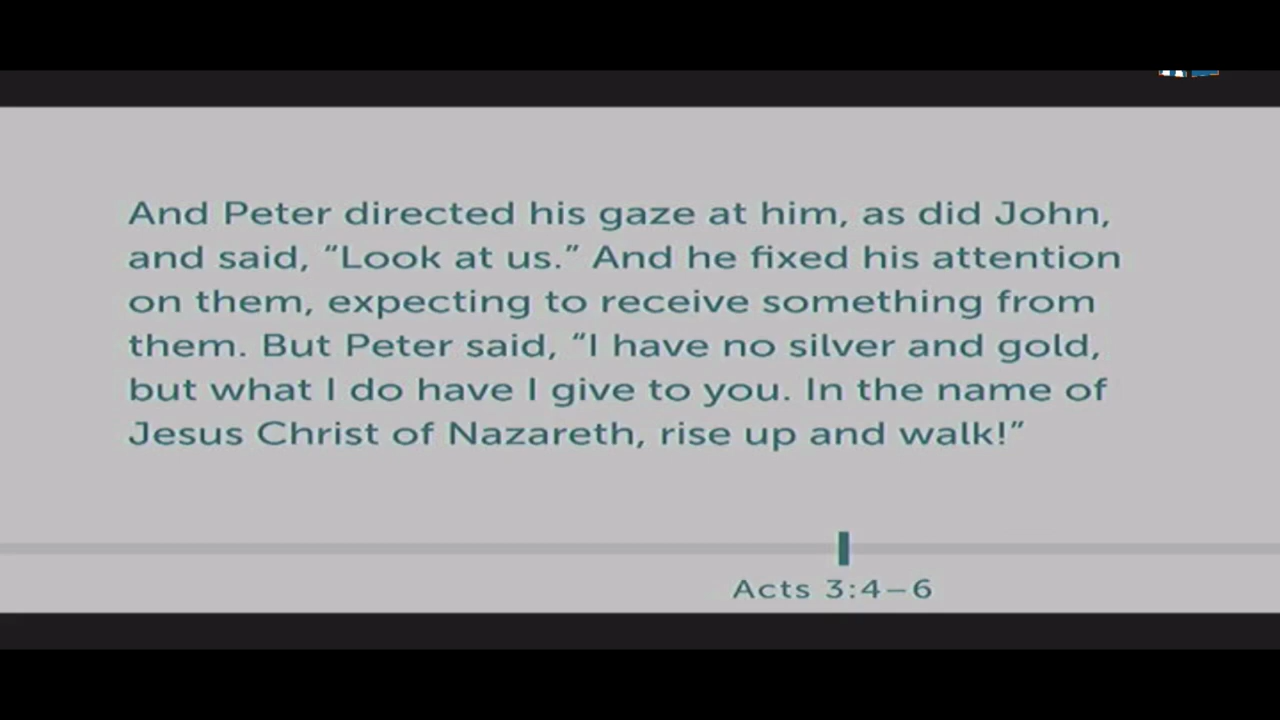 And Peter directed his gaze at him, as did John,
and said, “Look at us.” And he fixed his attention
on them, expecting to receive something from
them. But Peter said, “I have no silver and gold,
but what I do have I give to you. In the name of
Jesus Christ of Nazareth, rise up and walk!”
Acts 3:4–6